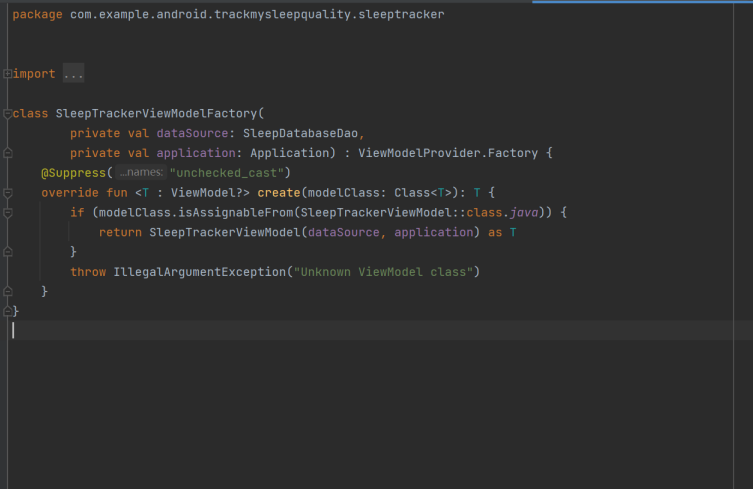 package com.example.android.trackmysleepquality.sleeptracker
import ...
class SleepTrackerViewModelFactory(
private val dataSource: SleepDatabaseDao,
private val application: Application) : ViewModelProvider.Factory {
@Suppress( ...names: "unchecked_cast")
override fun <T : ViewModel?> create(modelClass: Class<T>): T {
if (modelClass.isAssignableFrom(SleepTrackerViewModel::class.java)) {
return SleepTrackerViewModel(dataSource, application) as T
}
throw IllegalArgumentException("Unknown ViewModel class")
}
}